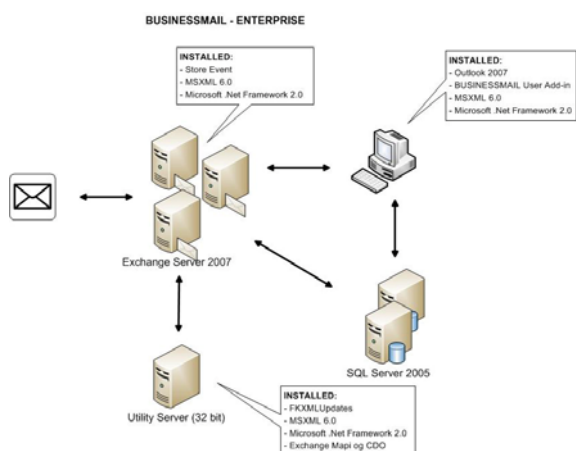 BUSINESSMAIL - ENTERPRISE
INSTALLED:
- Store Event
- MSXML 6.0
- Microsoft .Net Framework 2.0
INSTALLED:
- Outlook 2007
- BUSINESSMAIL User Add-in
- MSXML 6.0
- Microsoft .Net Framework 2.0
Exchange Server 2007
SQL Server 2005
Utility Server (32 bit)
INSTALLED:
- FKXMLUpdates
- MSXML 6.0
- Microsoft .Net Framework 2.0
- Exchange Mapi og CDO